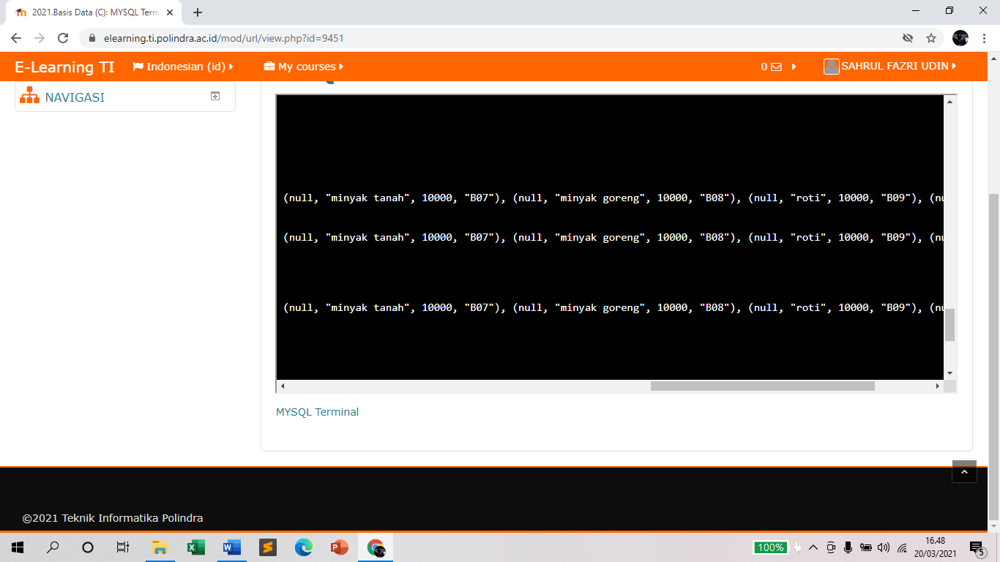 2021.Basis Data (C): MYSQL Term
elearning.ti.polindra.ac.id/mod/url/view.php?id=9451
E-Learning TI
Indonesian (id)
My courses
0
SAHRUL FAZRI UDIN
NAVIGASI
(null, "minyak tanah", 10000, "B07"), (null, "minyak goreng", 10000, "B08"), (null, "roti", 10000, "B09"), (nu
(null, "minyak tanah", 10000, "B07"), (null, "minyak goreng", 10000, "B08"), (null, "roti", 10000, "B09"), (nu
(null, "minyak tanah", 10000, "B07"), (null, "minyak goreng", 10000, "B08"), (null, "roti", 10000, "B09"), (nu
MYSQL Terminal
©2021 Teknik Informatika Polindra
100%
16.48
20/03/2021
5